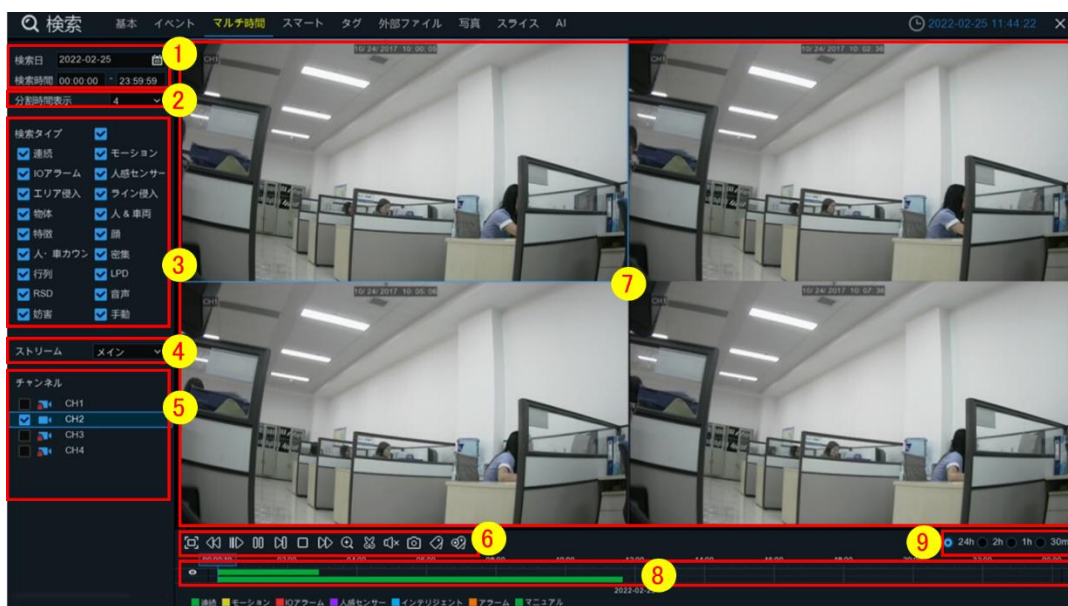 検索
基本 イベント マルチ時間 スマート タグ 外部ファイル 写真 スライス AI
2022-02-25 11:44:22 ×
検索日 2022-02-25
検索時間 00:00:00 - 23:59:59
1
分割時間表示 4
2
検索タイプ
連続 モーション
IOアラーム 人感センサー
エリア侵入 ライン侵入
物体 人 & 車両
特徴 顔
人・車カウン 密集
行列 LPD
RSD 音声
妨害 手動
3
ストリーム メイン
4
チャンネル
CH1
CH2
CH3
CH4
5
10/ 24/ 2017 10: 00: 05
CH1
10/ 24/ 2017 10: 02: 36
CH1
10/ 24/ 2017 10: 05: 06
CH1
10/ 24/ 2017 10: 07: 36
CH1
7
6
9
24h 2h 1h 30m
8
連続 モーション IOアラーム 人感センサー インテリジェント アラーム マニュアル